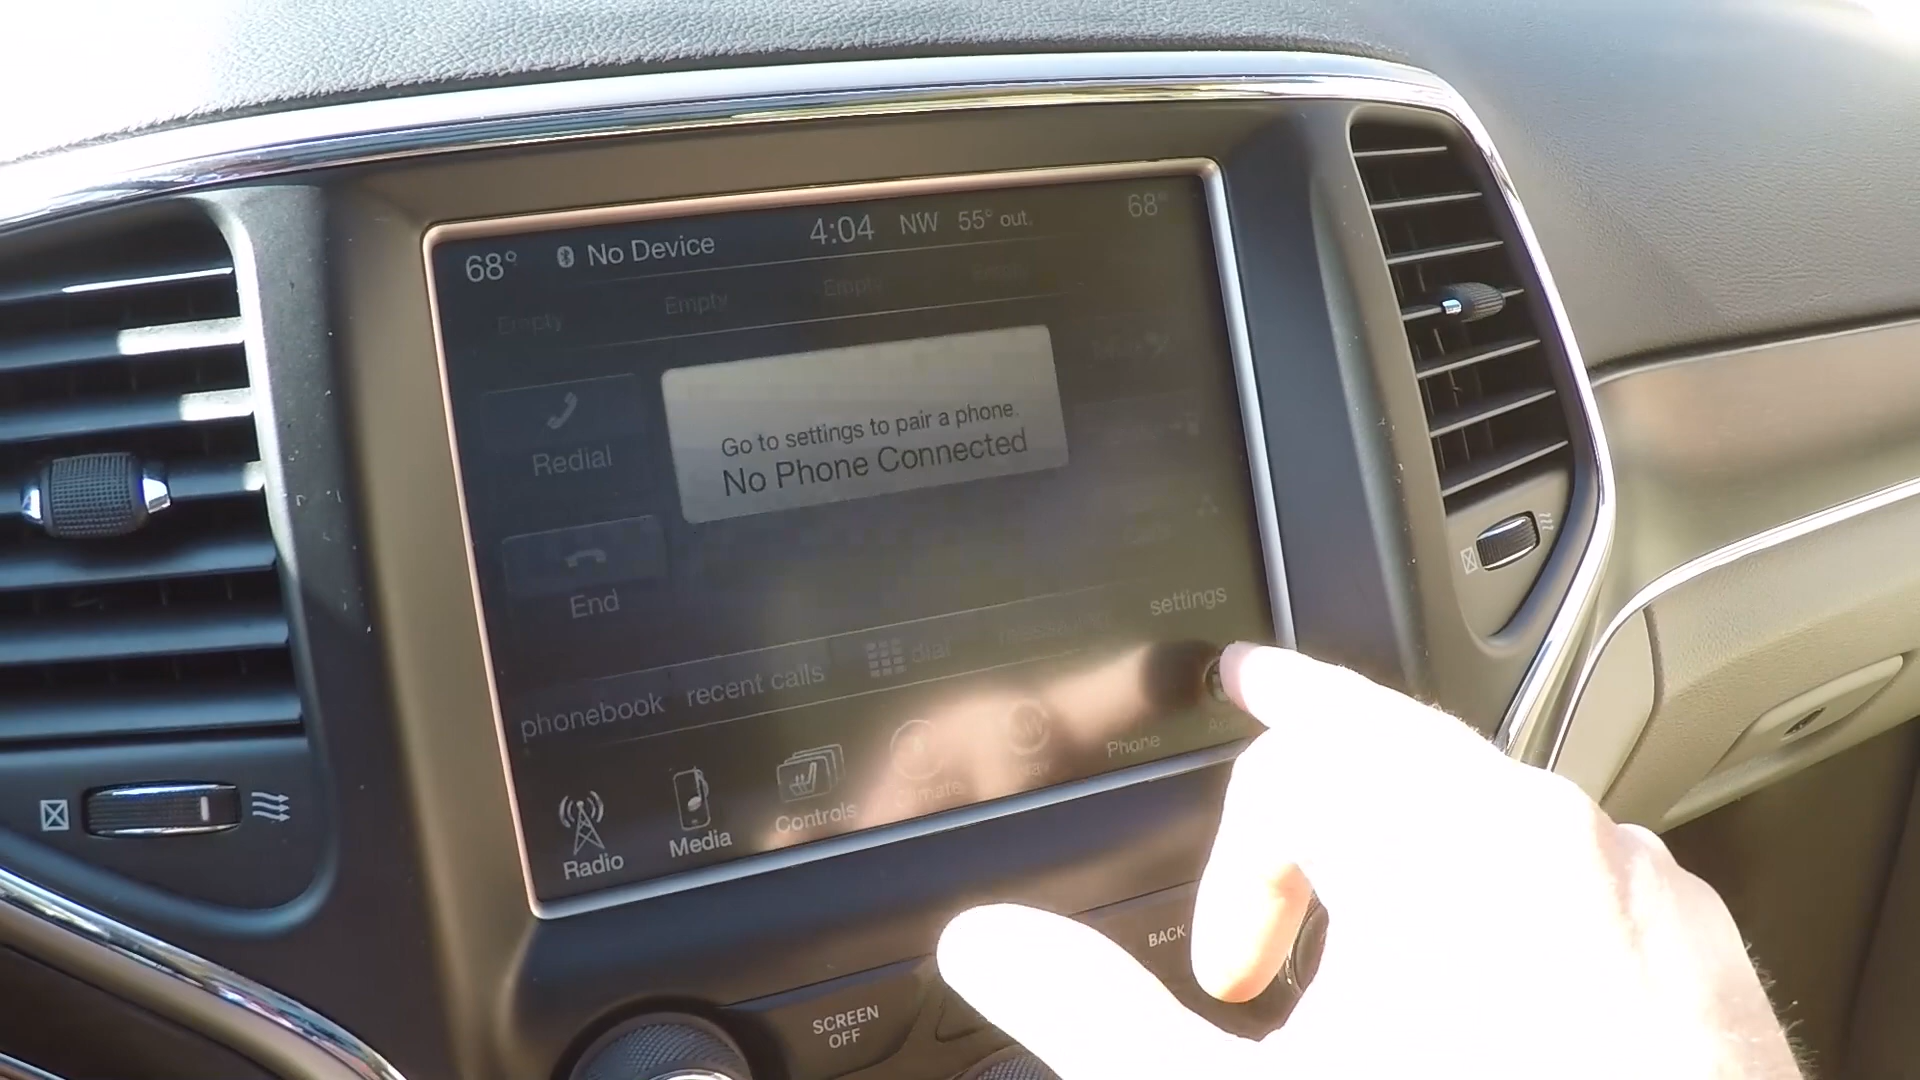 68° No Device 4:04 NW 55° out. 68°
Empty Empty Empty
Go to settings to pair a phone.
No Phone Connected
Redial
End
settings
phonebook recent calls dial
Radio Media Controls Phone
BACK
SCREEN
OFF